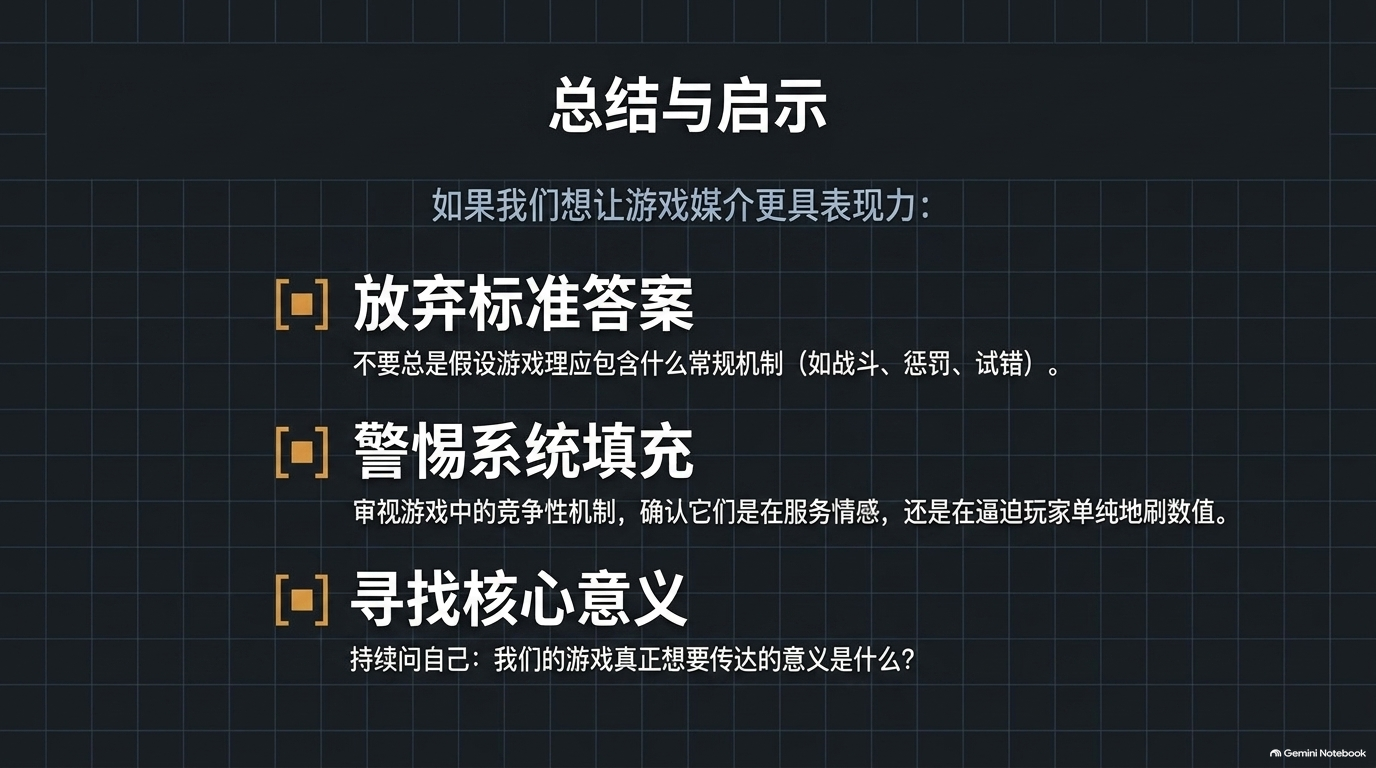 总结与启示
如果我们想让游戏媒介更具表现力：
放弃标准答案
不要总是假设游戏理应包含什么常规机制（如战斗、惩罚、试错）。
警惕系统填充
审视游戏中的竞争性机制，确认它们是在服务情感，还是在逼迫玩家单纯地刷数值。
寻找核心意义
持续问自己：我们的游戏真正想要传达的意义是什么？
Gemini Notebook